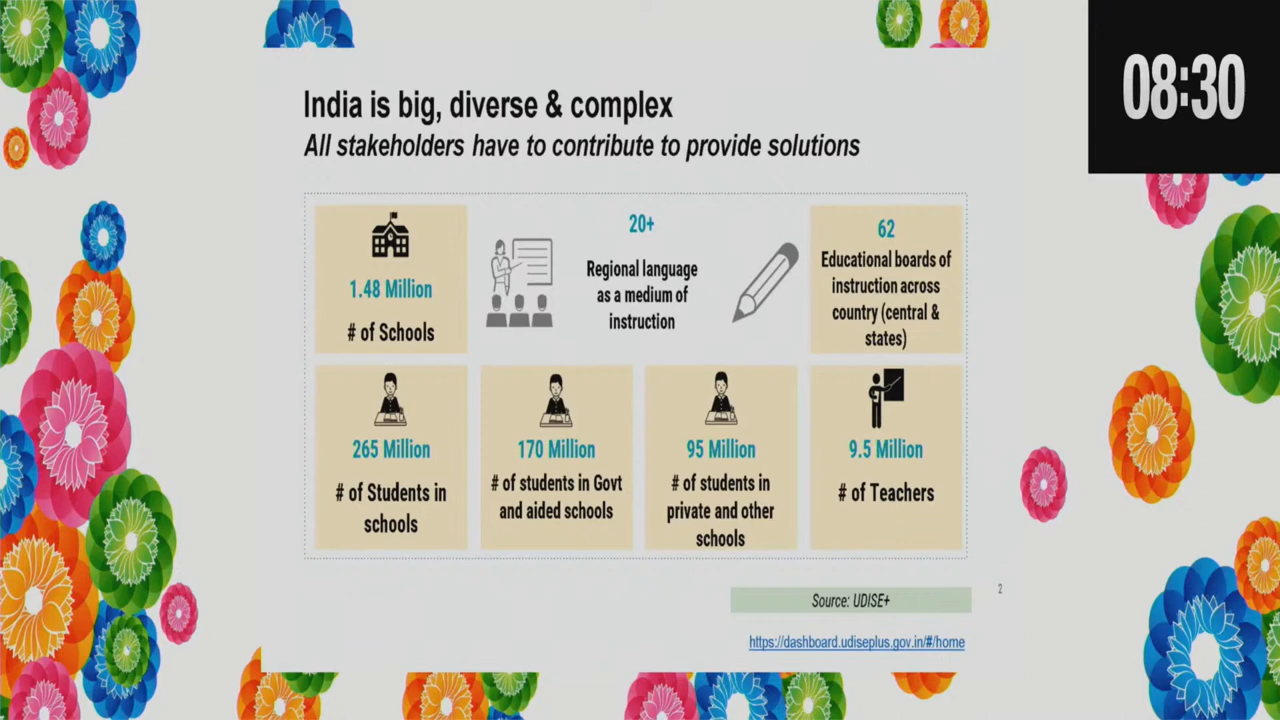 08:30
India is big, diverse & complex
All stakeholders have to contribute to provide solutions
1.48 Million
# of Schools
20+
Regional language
as a medium of
instruction
62
Educational boards of
instruction across
country (central &
states)
265 Million
# of Students in
schools
170 Million
# of students in Govt
and aided schools
95 Million
# of students in
private and other
schools
9.5 Million
# of Teachers
2
Source: UDISE+
https://dashboard.udiseplus.gov.in/#/home